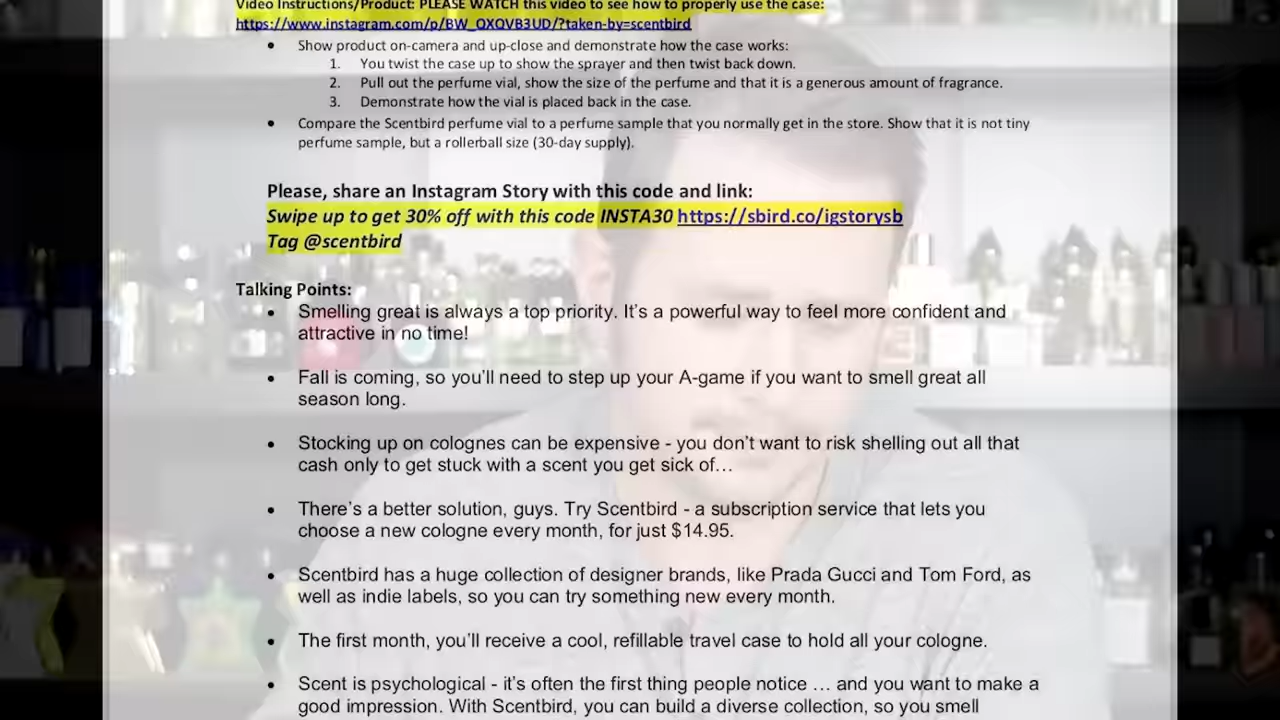 Video Instructions/Product: PLEASE WATCH this video to see how to properly use the case:
https://www.instagram.com/p/BW_QXQVB3UD/?taken-by=scentbird
• Show product on-camera and up-close and demonstrate how the case works:
1. You twist the case up to show the sprayer and then twist back down.
2. Pull out the perfume vial, show the size of the perfume and that it is a generous amount of fragrance.
3. Demonstrate how the vial is placed back in the case.
• Compare the Scentbird perfume vial to a perfume sample that you normally get in the store. Show that it is not tiny
perfume sample, but a rollerball size (30-day supply).
Please, share an Instagram Story with this code and link:
Swipe up to get 30% off with this code INSTA30 https://sbird.co/igstorysb
Tag @scentbird
Talking Points:
• Smelling great is always a top priority. It’s a powerful way to feel more confident and
attractive in no time!
• Fall is coming, so you’ll need to step up your A-game if you want to smell great all
season long.
• Stocking up on colognes can be expensive - you don’t want to risk shelling out all that
cash only to get stuck with a scent you get sick of…
• There’s a better solution, guys. Try Scentbird - a subscription service that lets you
choose a new cologne every month, for just $14.95.
• Scentbird has a huge collection of designer brands, like Prada Gucci and Tom Ford, as
well as indie labels, so you can try something new every month.
• The first month, you’ll receive a cool, refillable travel case to hold all your cologne.
• Scent is psychological - it’s often the first thing people notice … and you want to make a
good impression. With Scentbird, you can build a diverse collection, so you smell